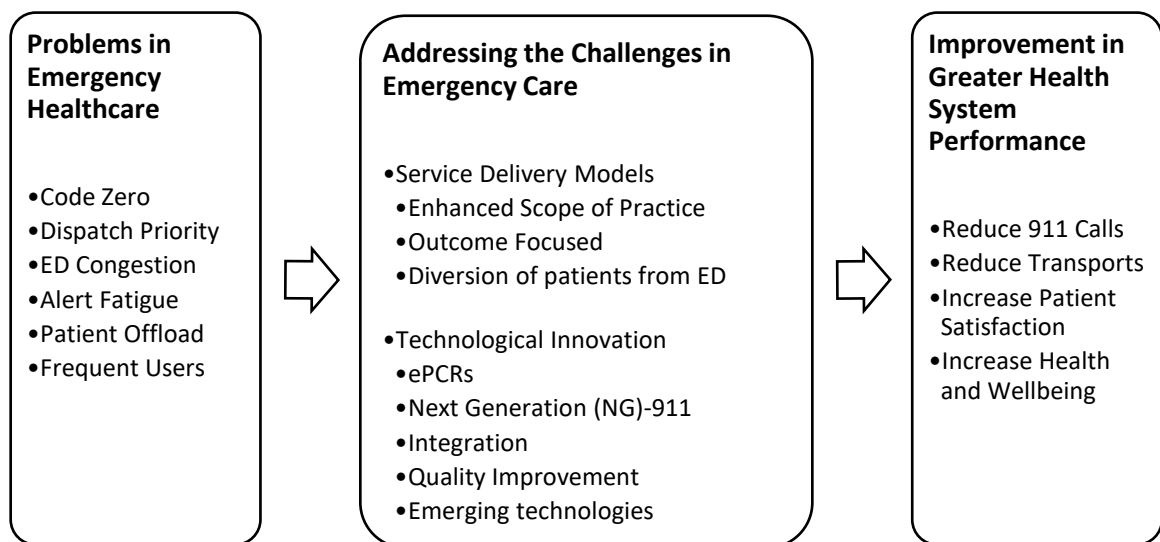 Problems in
Emergency
Healthcare
•Code Zero
•Dispatch Priority
•ED Congestion
•Alert Fatigue
•Patient Offload
•Frequent Users
Addressing the Challenges in
Emergency Care
•Service Delivery Models
•Enhanced Scope of Practice
•Outcome Focused
•Diversion of patients from ED
•Technological Innovation
•ePCRs
•Next Generation (NG)-911
•Integration
•Quality Improvement
•Emerging technologies
Improvement in
Greater Health
System
Performance
•Reduce 911 Calls
•Reduce Transports
•Increase Patient
Satisfaction
•Increase Health
and Wellbeing